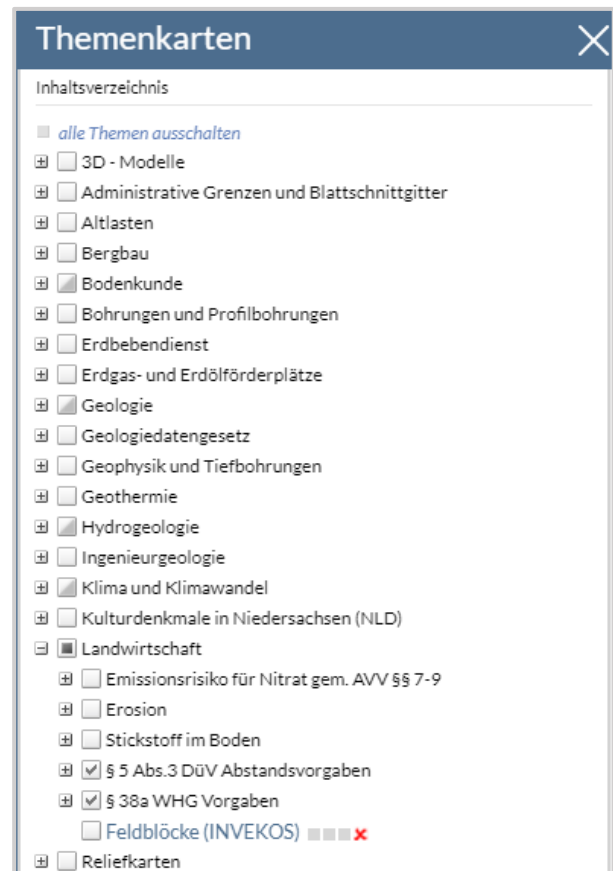 Themenkarten
Inhaltsverzeichnis
alle Themen ausschalten
3D - Modelle
Administrative Grenzen und Blattschnittgitter
Altlasten
Bergbau
Bodenkunde
Bohrungen und Profilbohrungen
Erdbebendienst
Erdgas- und Erdölförderplätze
Geologie
Geologiedatengesetz
Geophysik und Tiefbohrungen
Geothermie
Hydrogeologie
Ingenieurgeologie
Klima und Klimawandel
Kulturdenkmale in Niedersachsen (NLD)
Landwirtschaft
Emissionsrisiko für Nitrat gem. AVV §§ 7-9
Erosion
Stickstoff im Boden
§ 5 Abs.3 DüV Abstandsvorgaben
§ 38a WHG Vorgaben
Feldblöcke (INVEKOS)
Reliefkarten